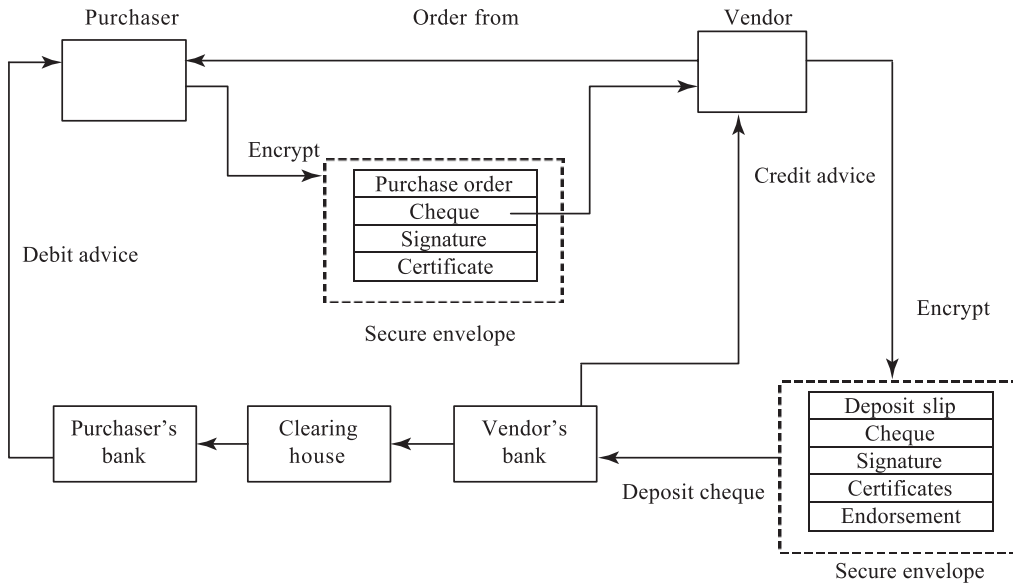 Purchaser
Order from
Vendor
Encrypt
Purchase order
Cheque
Signature
Certificate
Secure envelope
Credit advice
Debit advice
Encrypt
Purchaser's
bank
Clearing
house
Vendor's
bank
Deposit cheque
Deposit slip
Cheque
Signature
Certificates
Endorsement
Secure envelope